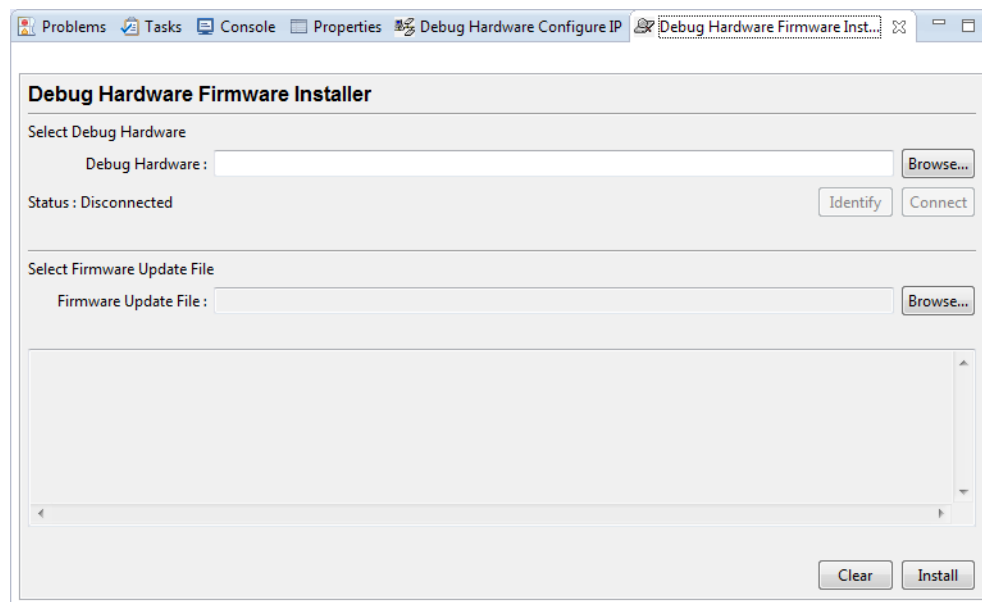 Problems Tasks Console Properties Debug Hardware Configure IP Debug Hardware Firmware Inst...
Debug Hardware Firmware Installer
Select Debug Hardware
Debug Hardware : Browse...
Status : Disconnected Identify Connect
Select Firmware Update File
Firmware Update File : Browse...
Clear Install